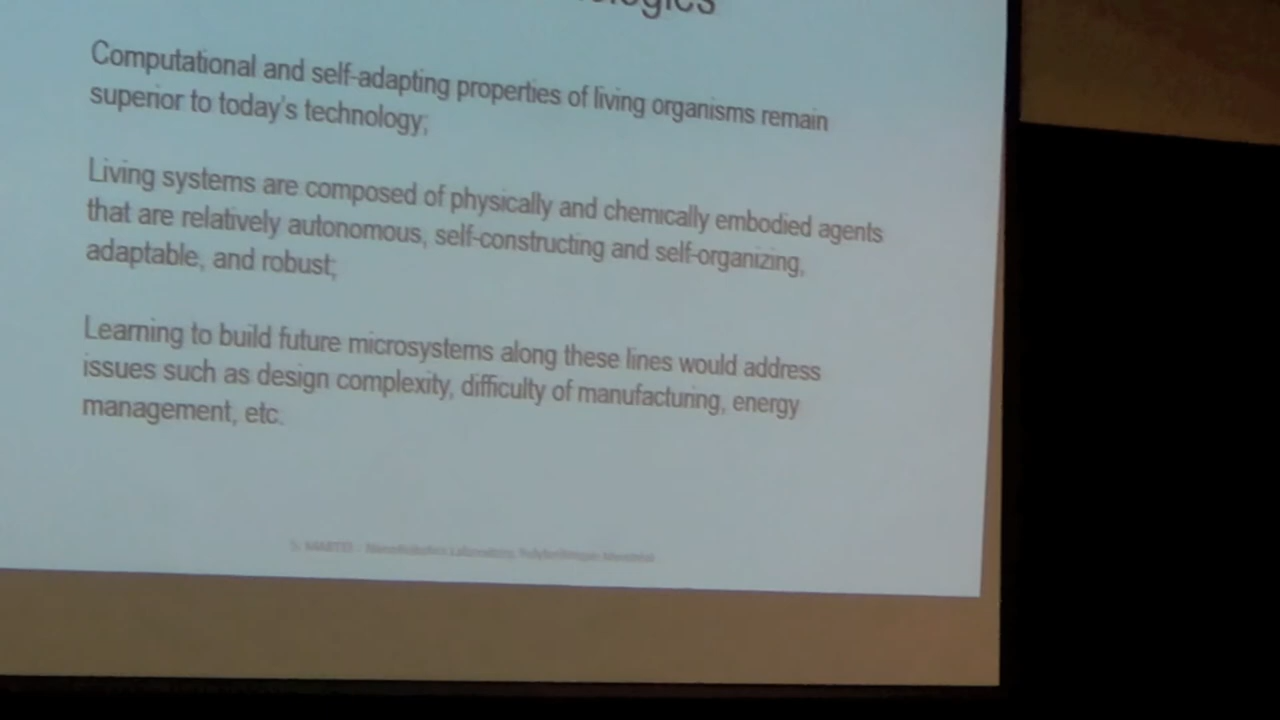 Computational and self-adapting properties of living organisms remain
superior to today's technology;
Living systems are composed of physically and chemically embodied agents
that are relatively autonomous, self-constructing and self-organizing,
adaptable, and robust;
Learning to build future microsystems along these lines would address
issues such as design complexity, difficulty of manufacturing, energy
management, etc.